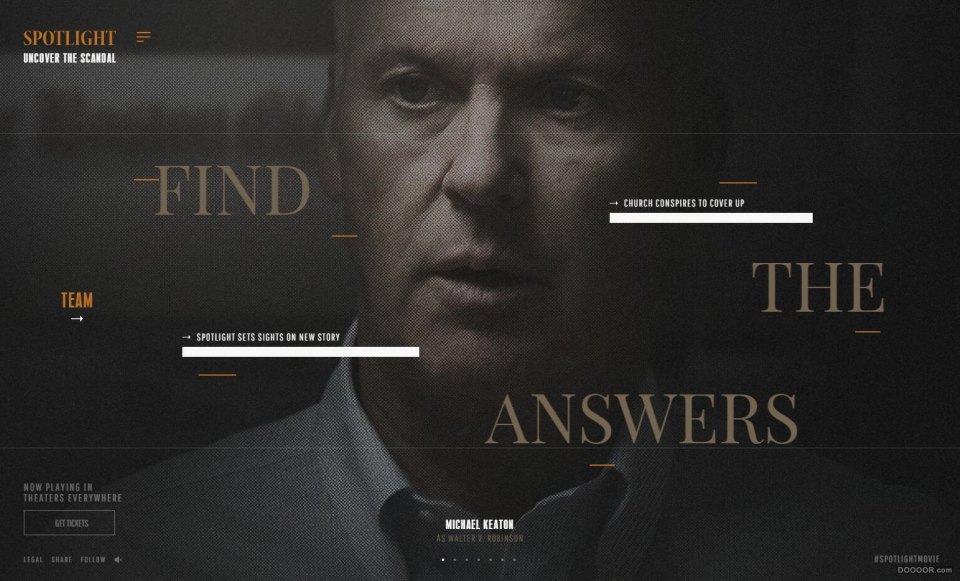 SPOTLIGHT
UNCOVER THE SCANDAL
FIND
CHURCH CONSPIRES TO COVER UP
THE
TEAM
SPOTLIGHT SETS SIGHTS ON NEW STORY
ANSWERS
NOW PLAYING IN
THEATERS EVERYWHERE
GET TICKETS
MICHAEL KEATON
AS WALTER V. ROBINSON
LEGAL SHARE FOLLOW
#SPOTLIGHTMOVIE
DOOOOR.com